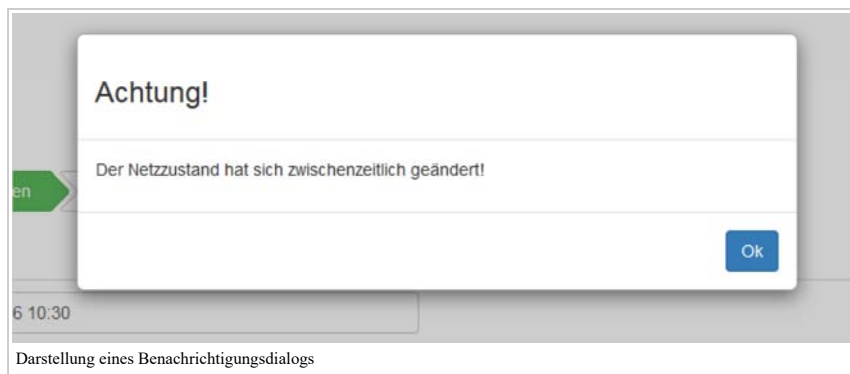 Achtung!
Der Netzzustand hat sich zwischenzeitlich geändert!
en
Ok
6 10:30
Darstellung eines Benachrichtigungsdialogs